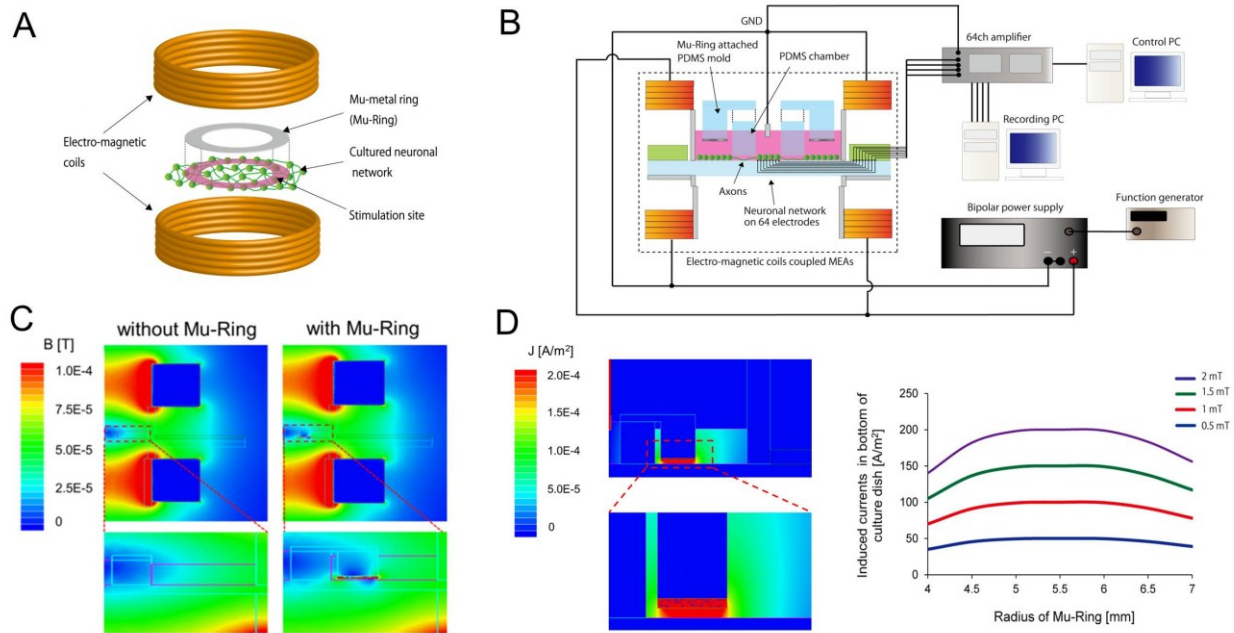 A
Electro-magnetic
coils
Mu-metal ring
(Mu-Ring)
Cultured neuronal
network
Stimulation site
B
GND
Mu-Ring attached
PDMS mold
PDMS chamber
Axons
Neuronal network
on 64 electrodes
Electro-magnetic coils coupled MEAs
64ch amplifier
Control PC
Recording PC
Bipolar power supply
Function generator
−
+
C
without Mu-Ring
with Mu-Ring
B [T]
1.0E-4
7.5E-5
5.0E-5
2.5E-5
0
D
J [A/m²]
2.0E-4
1.5E-4
1.0E-4
5.0E-5
0
Induced currents in bottom of
culture dish [A/m²]
250
200
150
100
50
0
4
4.5
5
5.5
6
6.5
7
Radius of Mu-Ring [mm]
2 mT
1.5 mT
1 mT
0.5 mT